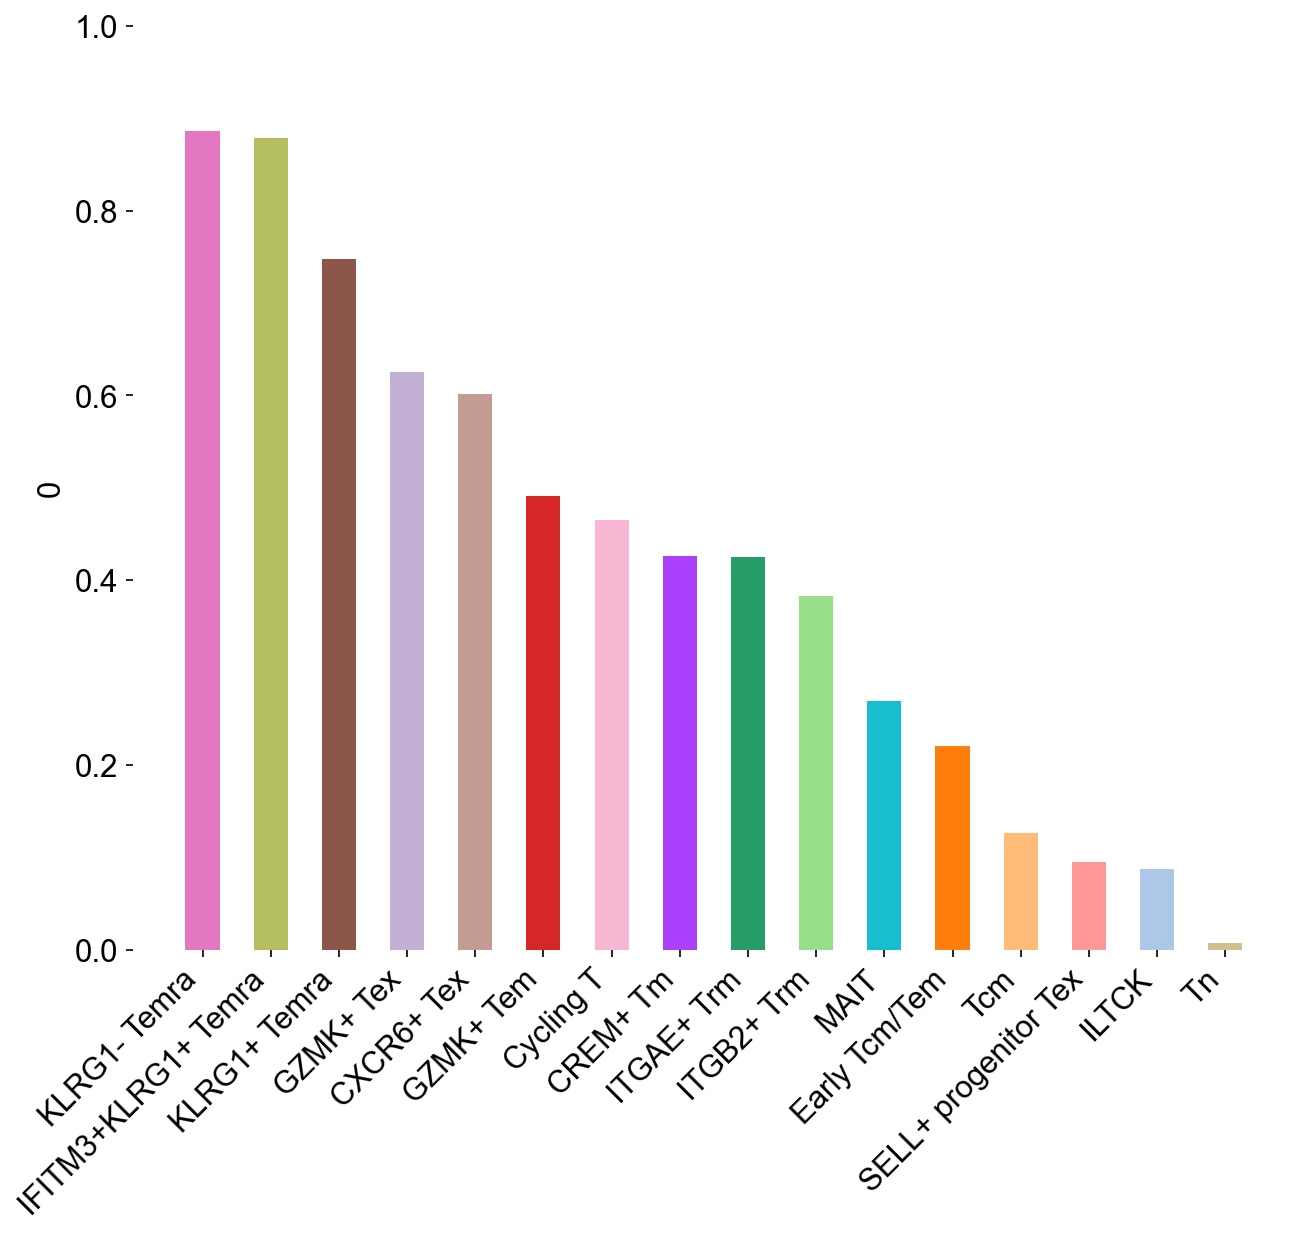 1.0
0.8
0.6
0.4
0.2
0.0
0
KLRG1- Temra
IFITM3+KLRG1+ Temra
KLRG1+ Temra
GZMK+ Tex
CXCR6+ Tex
GZMK+ Tem
Cycling T
CREM+ Tm
ITGAE+ Trm
ITGB2+ Trm
MAIT
Early Tcm/Tem
Tcm
SELL+ progenitor Tex
ILTCK
Tn